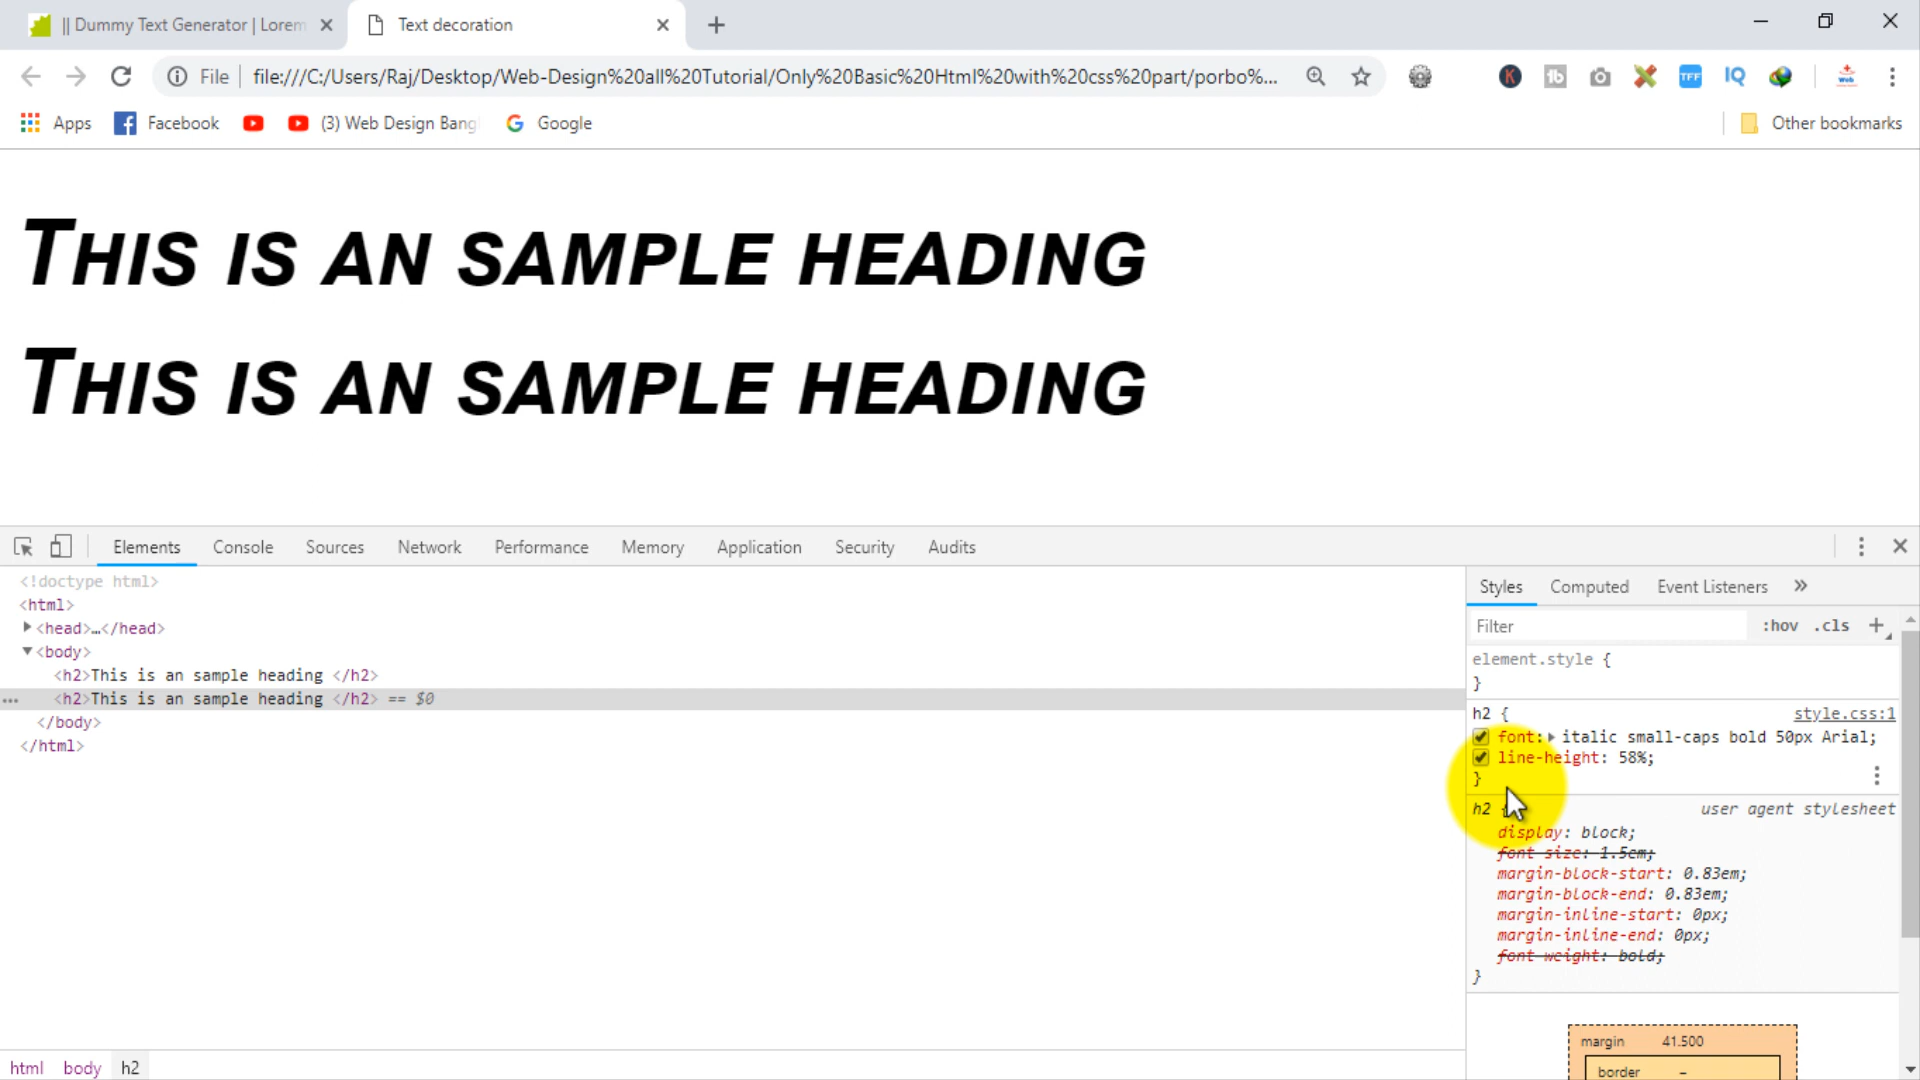 || Dummy Text Generator | Lorem
Text decoration
File
file:///C:/Users/Raj/Desktop/Web-Design%20all%20Tutorial/Only%20Basic%20Html%20with%20css%20part/porbo%...
K
tb
TFF
IQ
Web
Apps
Facebook
(3) Web Design Bang
Google
Other bookmarks
This is an sample heading
This is an sample heading
Elements Console Sources Network Performance Memory Application Security Audits
<!doctype html>
<html>
<head>…</head>
<body>
<h2>This is an sample heading </h2>
<h2>This is an sample heading </h2> == $0
</body>
</html>
html body h2
Styles Computed Event Listeners »
Filter :hov .cls +
element.style {
}
h2 { style.css:1
font: italic small-caps bold 50px Arial;
line-height: 58%;
}
h2 { user agent stylesheet
display: block;
font-size: 1.5em;
margin-block-start: 0.83em;
margin-block-end: 0.83em;
margin-inline-start: 0px;
margin-inline-end: 0px;
font-weight: bold;
}
margin 41.500
border –